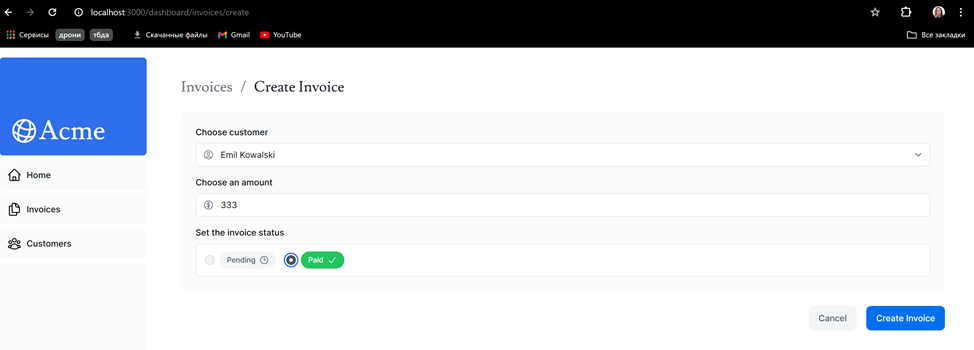 localhost:3000/dashboard/invoices/create
Сервисы дрони тбда Скачанные файлы Gmail YouTube Все закладки
Acme
Home
Invoices
Customers
Invoices / Create Invoice
Choose customer
Emil Kowalski
Choose an amount
333
Set the invoice status
Pending Paid
Cancel Create Invoice